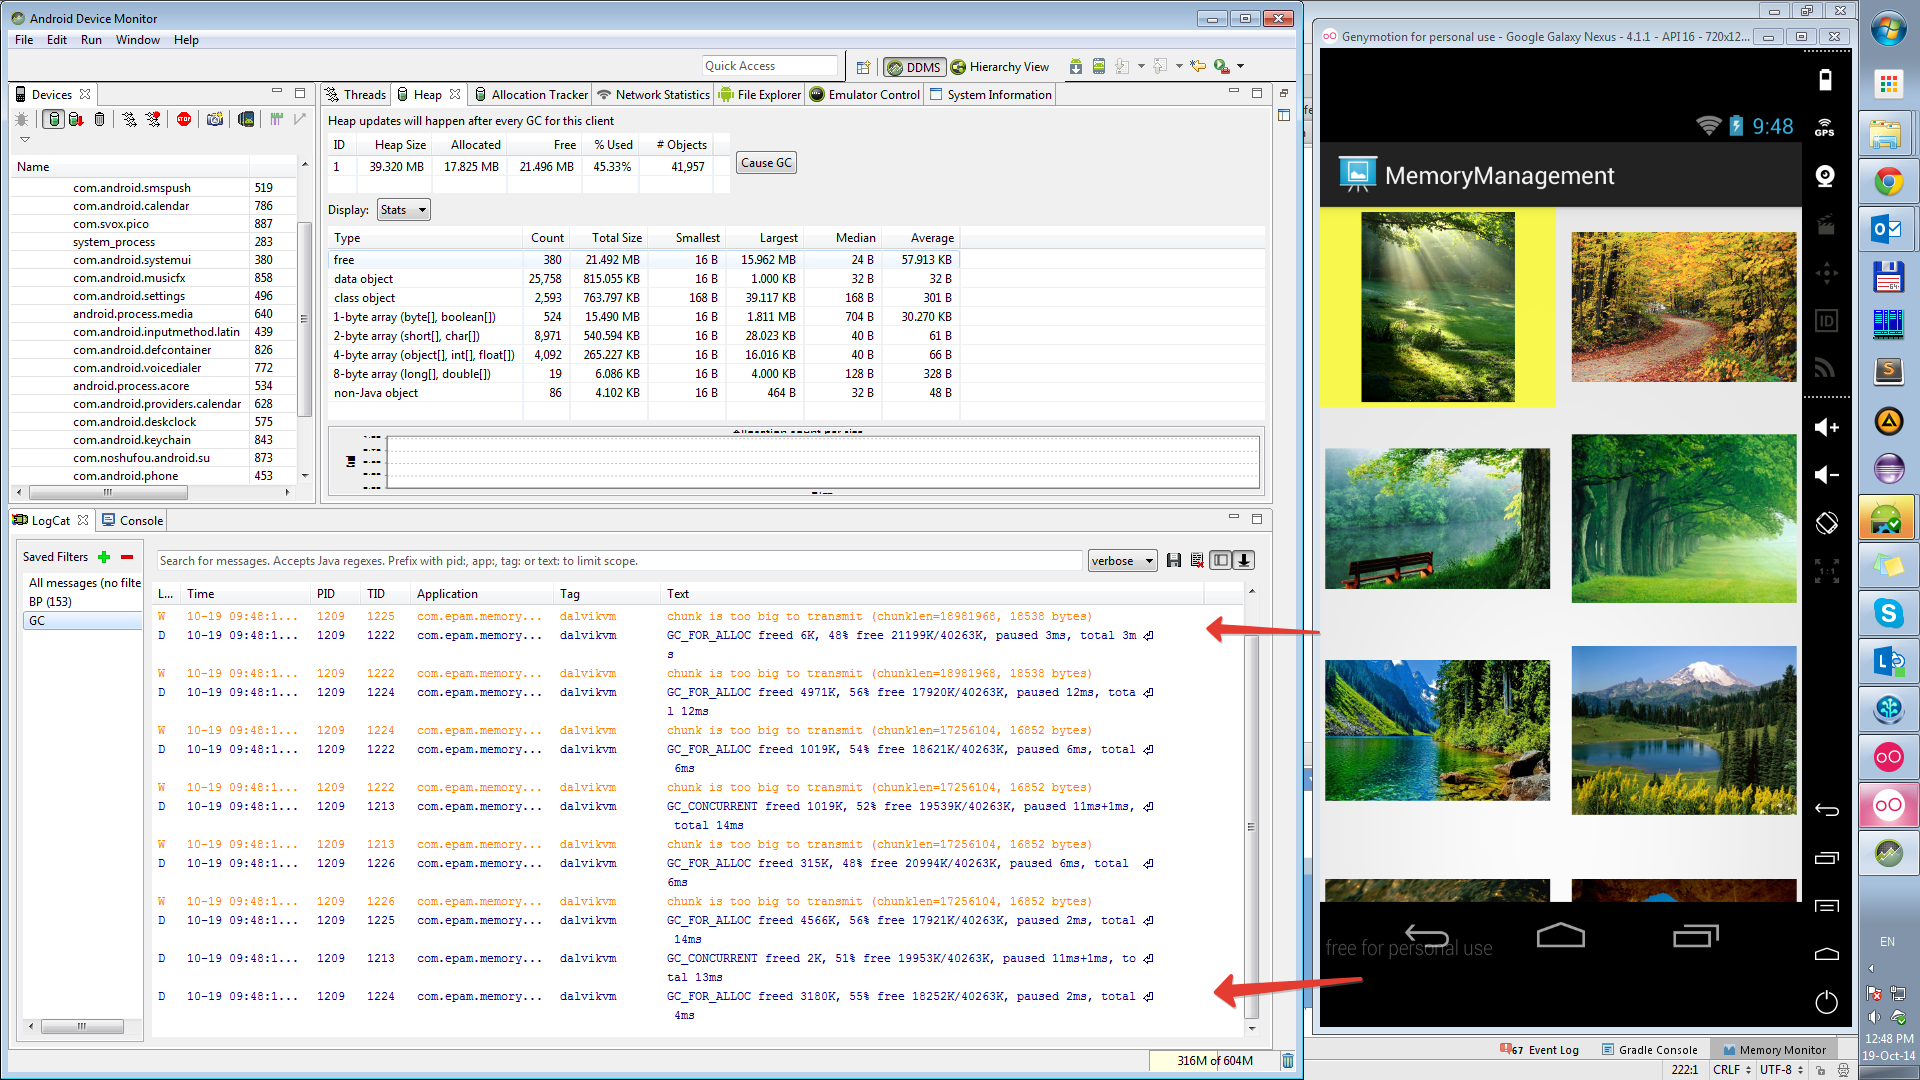 Android Device Monitor
File Edit Run Window Help
Quick Access
DDMS
Hierarchy View
Devices
Name
com.android.smspush 519
com.android.calendar 786
com.svox.pico 887
system_process 283
com.android.systemui 380
com.android.musicfx 858
com.android.settings 496
android.process.media 640
com.android.inputmethod.latin 439
com.android.defcontainer 826
com.android.voicedialer 772
android.process.acore 534
com.android.providers.calendar 628
com.android.deskclock 575
com.android.keychain 843
com.noshufou.android.su 873
com.android.phone 453
Threads Heap Allocation Tracker Network Statistics File Explorer Emulator Control System Information
Heap updates will happen after every GC for this client
ID Heap Size Allocated Free % Used # Objects
1 39.320 MB 17.825 MB 21.496 MB 45.33% 41,957
Cause GC
Display: Stats
Type Count Total Size Smallest Largest Median Average
free 380 21.492 MB 16 B 15.962 MB 24 B 57.913 KB
data object 25,758 815.055 KB 16 B 1.000 KB 32 B 32 B
class object 2,593 763.797 KB 168 B 39.117 KB 168 B 301 B
1-byte array (byte[], boolean[]) 524 15.490 MB 16 B 1.811 MB 704 B 30.270 KB
2-byte array (short[], char[]) 8,971 540.594 KB 16 B 28.023 KB 40 B 61 B
4-byte array (object[], int[], float[]) 4,092 265.227 KB 16 B 16.016 KB 40 B 66 B
8-byte array (long[], double[]) 19 6.086 KB 16 B 4.000 KB 128 B 328 B
non-Java object 86 4.102 KB 16 B 464 B 32 B 48 B
LogCat Console
Saved Filters
All messages (no filte
BP (153)
GC
Search for messages. Accepts Java regexes. Prefix with pid:, app:, tag: or text: to limit scope.
verbose
L... Time PID TID Application Tag Text
W 10-19 09:48:1... 1209 1225 com.epam.memory... dalvikvm chunk is too big to transmit (chunklen=18981968, 18538 bytes)
D 10-19 09:48:1... 1209 1222 com.epam.memory... dalvikvm GC_FOR_ALLOC freed 6K, 48% free 21199K/40263K, paused 3ms, total 3m
s
W 10-19 09:48:1... 1209 1222 com.epam.memory... dalvikvm chunk is too big to transmit (chunklen=18981968, 18538 bytes)
D 10-19 09:48:1... 1209 1224 com.epam.memory... dalvikvm GC_FOR_ALLOC freed 4971K, 56% free 17920K/40263K, paused 12ms, tota
l 12ms
W 10-19 09:48:1... 1209 1224 com.epam.memory... dalvikvm chunk is too big to transmit (chunklen=17256104, 16852 bytes)
D 10-19 09:48:1... 1209 1222 com.epam.memory... dalvikvm GC_FOR_ALLOC freed 1019K, 54% free 18621K/40263K, paused 6ms, total
6ms
W 10-19 09:48:1... 1209 1222 com.epam.memory... dalvikvm chunk is too big to transmit (chunklen=17256104, 16852 bytes)
D 10-19 09:48:1... 1209 1213 com.epam.memory... dalvikvm GC_CONCURRENT freed 1019K, 52% free 19539K/40263K, paused 11ms+1ms,
total 14ms
W 10-19 09:48:1... 1209 1213 com.epam.memory... dalvikvm chunk is too big to transmit (chunklen=17256104, 16852 bytes)
D 10-19 09:48:1... 1209 1226 com.epam.memory... dalvikvm GC_FOR_ALLOC freed 315K, 48% free 20994K/40263K, paused 6ms, total
6ms
W 10-19 09:48:1... 1209 1226 com.epam.memory... dalvikvm chunk is too big to transmit (chunklen=17256104, 16852 bytes)
D 10-19 09:48:1... 1209 1225 com.epam.memory... dalvikvm GC_FOR_ALLOC freed 4566K, 56% free 17921K/40263K, paused 2ms, total
14ms
D 10-19 09:48:1... 1209 1213 com.epam.memory... dalvikvm GC_CONCURRENT freed 2K, 51% free 19953K/40263K, paused 11ms+1ms, to
tal 13ms
D 10-19 09:48:1... 1209 1224 com.epam.memory... dalvikvm GC_FOR_ALLOC freed 3180K, 55% free 18252K/40263K, paused 2ms, total
4ms
316M of 604M
Genymotion for personal use - Google Galaxy Nexus - 4.1.1 - API 16 - 720x12...
9:48
GPS
MemoryManagement
ID
1:1
free for personal use
67 Event Log Gradle Console Memory Monitor
222:1 CRLF UTF-8
64
S
EN
12:48 PM
19-Oct-14